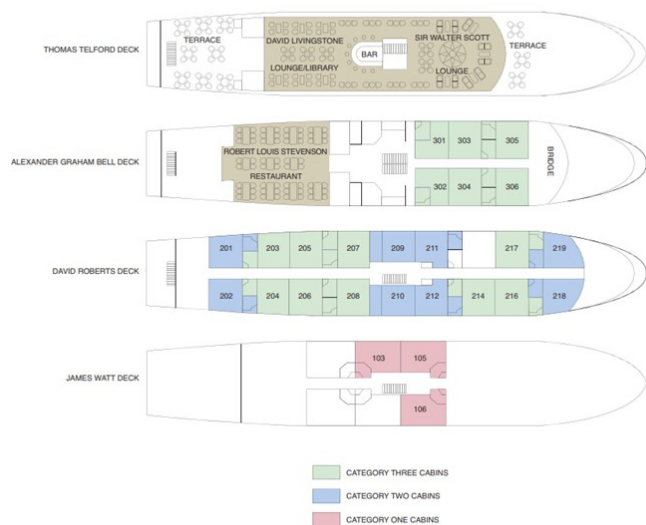 THOMAS TELFORD DECK
TERRACE
DAVID LIVINGSTONE
LOUNGE/LIBRARY
BAR
SIR WALTER SCOTT
LOUNGE
TERRACE
ALEXANDER GRAHAM BELL DECK
ROBERT LOUIS STEVENSON
RESTAURANT
301 303 305
302 304 306
BRIDGE
DAVID ROBERTS DECK
201 203 205 207 209 211 217 219
202 204 206 208 210 212 214 216 218
JAMES WATT DECK
103 105
106
CATEGORY THREE CABINS
CATEGORY TWO CABINS
CATEGORY ONE CABINS